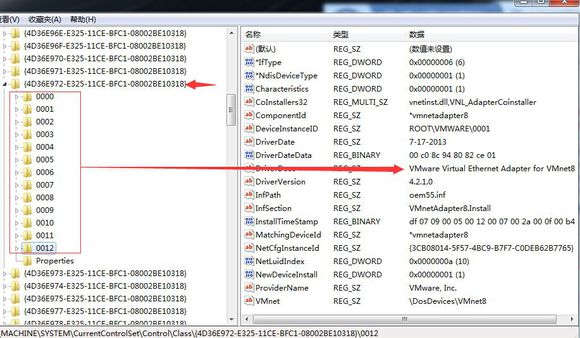 查看(V) 收藏夹(A) 帮助(H)
{4D36E96E-E325-11CE-BFC1-08002BE10318}
{4D36E96F-E325-11CE-BFC1-08002BE10318}
{4D36E970-E325-11CE-BFC1-08002BE10318}
{4D36E971-E325-11CE-BFC1-08002BE10318}
{4D36E972-E325-11CE-BFC1-08002BE10318}
0000
0001
0002
0003
0004
0005
0006
0007
0008
0009
0010
0011
0012
Properties
{4D36E973-E325-11CE-BFC1-08002BE10318}
{4D36E974-E325-11CE-BFC1-08002BE10318}
{4D36E975-E325-11CE-BFC1-08002BE10318}
{4D36E977-E325-11CE-BFC1-08002BE10318}
{4D36E978-E325-11CE-BFC1-08002BE10318}
名称 类型 数据
(默认) REG_SZ (数值未设置)
*IfType REG_DWORD 0x00000006 (6)
*NdisDeviceType REG_DWORD 0x00000001 (1)
Characteristics REG_DWORD 0x00000001 (1)
CoInstallers32 REG_MULTI_SZ vnetinst.dll,VNL_AdapterCoinstaller
ComponentId REG_SZ *vmnetadapter8
DeviceInstanceID REG_SZ ROOT\VMWARE\0001
DriverDate REG_SZ 7-17-2013
DriverDateData REG_BINARY 00 c0 8c 94 80 82 ce 01
DriverDesc REG_SZ VMware Virtual Ethernet Adapter for VMnet8
DriverVersion REG_SZ 4.2.1.0
InfPath REG_SZ oem55.inf
InfSection REG_SZ VMnetAdapter8.Install
InstallTimeStamp REG_BINARY df 07 09 00 05 00 12 00 07 00 2a 00 0f 00 b4
MatchingDeviceId REG_SZ *vmnetadapter8
NetCfgInstanceId REG_SZ {3CB08014-5F57-4BC9-B7F7-C0DEB62B7765}
NetLuidIndex REG_DWORD 0x0000000a (10)
NewDeviceInstall REG_DWORD 0x00000001 (1)
ProviderName REG_SZ VMware, Inc.
VMnet REG_SZ \DosDevices\VMnet8
_MACHINE\SYSTEM\CurrentControlSet\Control\Class\{4D36E972-E325-11CE-BFC1-08002BE10318}\0012